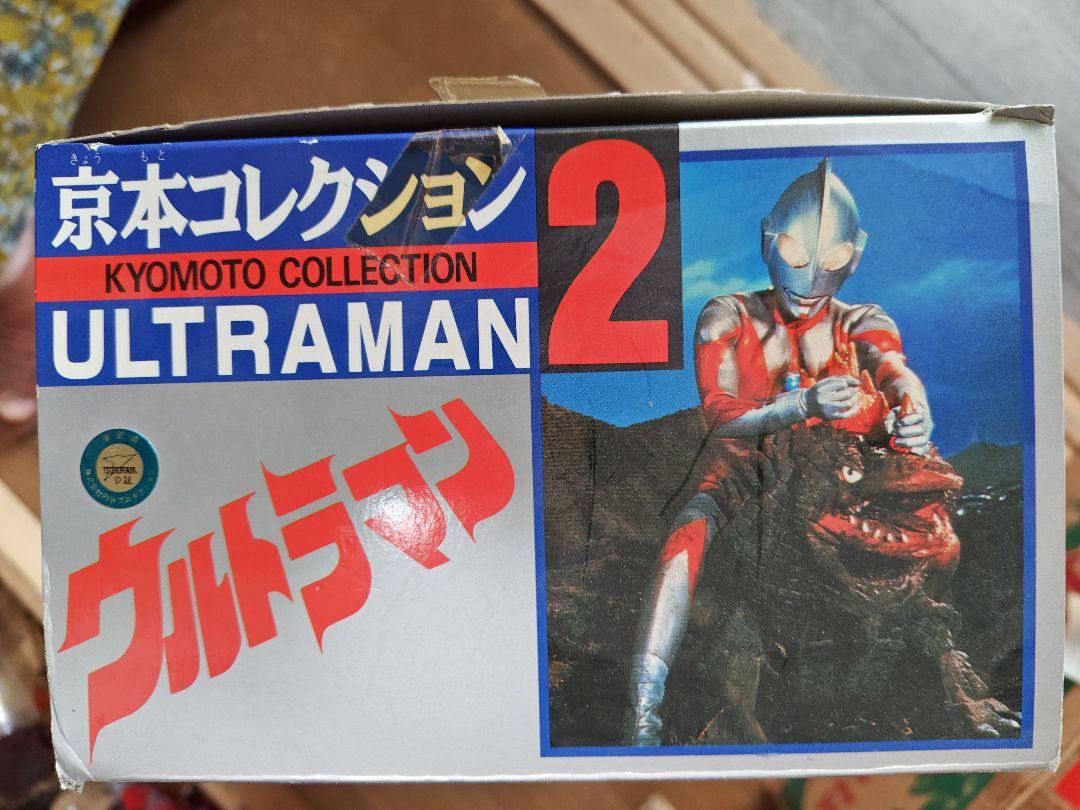 きょう もと
京本コレクション
KYOMOTO COLLECTION
ULTRAMAN
2
TSUBURAYA
ウルトラマン